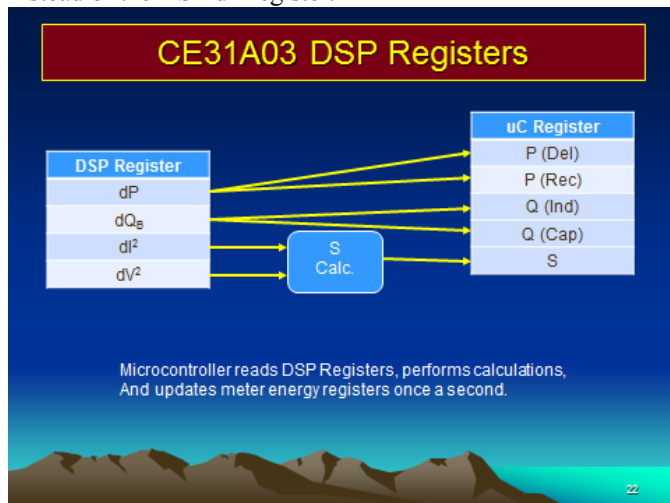 CE31A03 DSP Registers
DSP Register
dP
dQB
dI²
dV²
S
Calc.
uC Register
P (Del)
P (Rec)
Q (Ind)
Q (Cap)
S
Microcontroller reads DSP Registers, performs calculations,
And updates meter energy registers once a second.
22